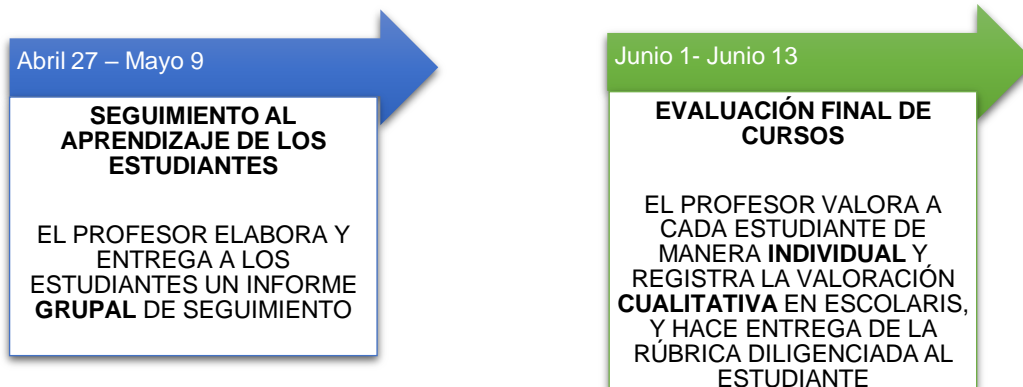 Abril 27 – Mayo 9
SEGUIMIENTO AL
APRENDIZAJE DE LOS
ESTUDIANTES
EL PROFESOR ELABORA Y
ENTREGA A LOS
ESTUDIANTES UN INFORME
GRUPAL DE SEGUIMIENTO
Junio 1- Junio 13
EVALUACIÓN FINAL DE
CURSOS
EL PROFESOR VALORA A
CADA ESTUDIANTE DE
MANERA INDIVIDUAL Y
REGISTRA LA VALORACIÓN
CUALITATIVA EN ESCOLARIS,
Y HACE ENTREGA DE LA
RÚBRICA DILIGENCIADA AL
ESTUDIANTE